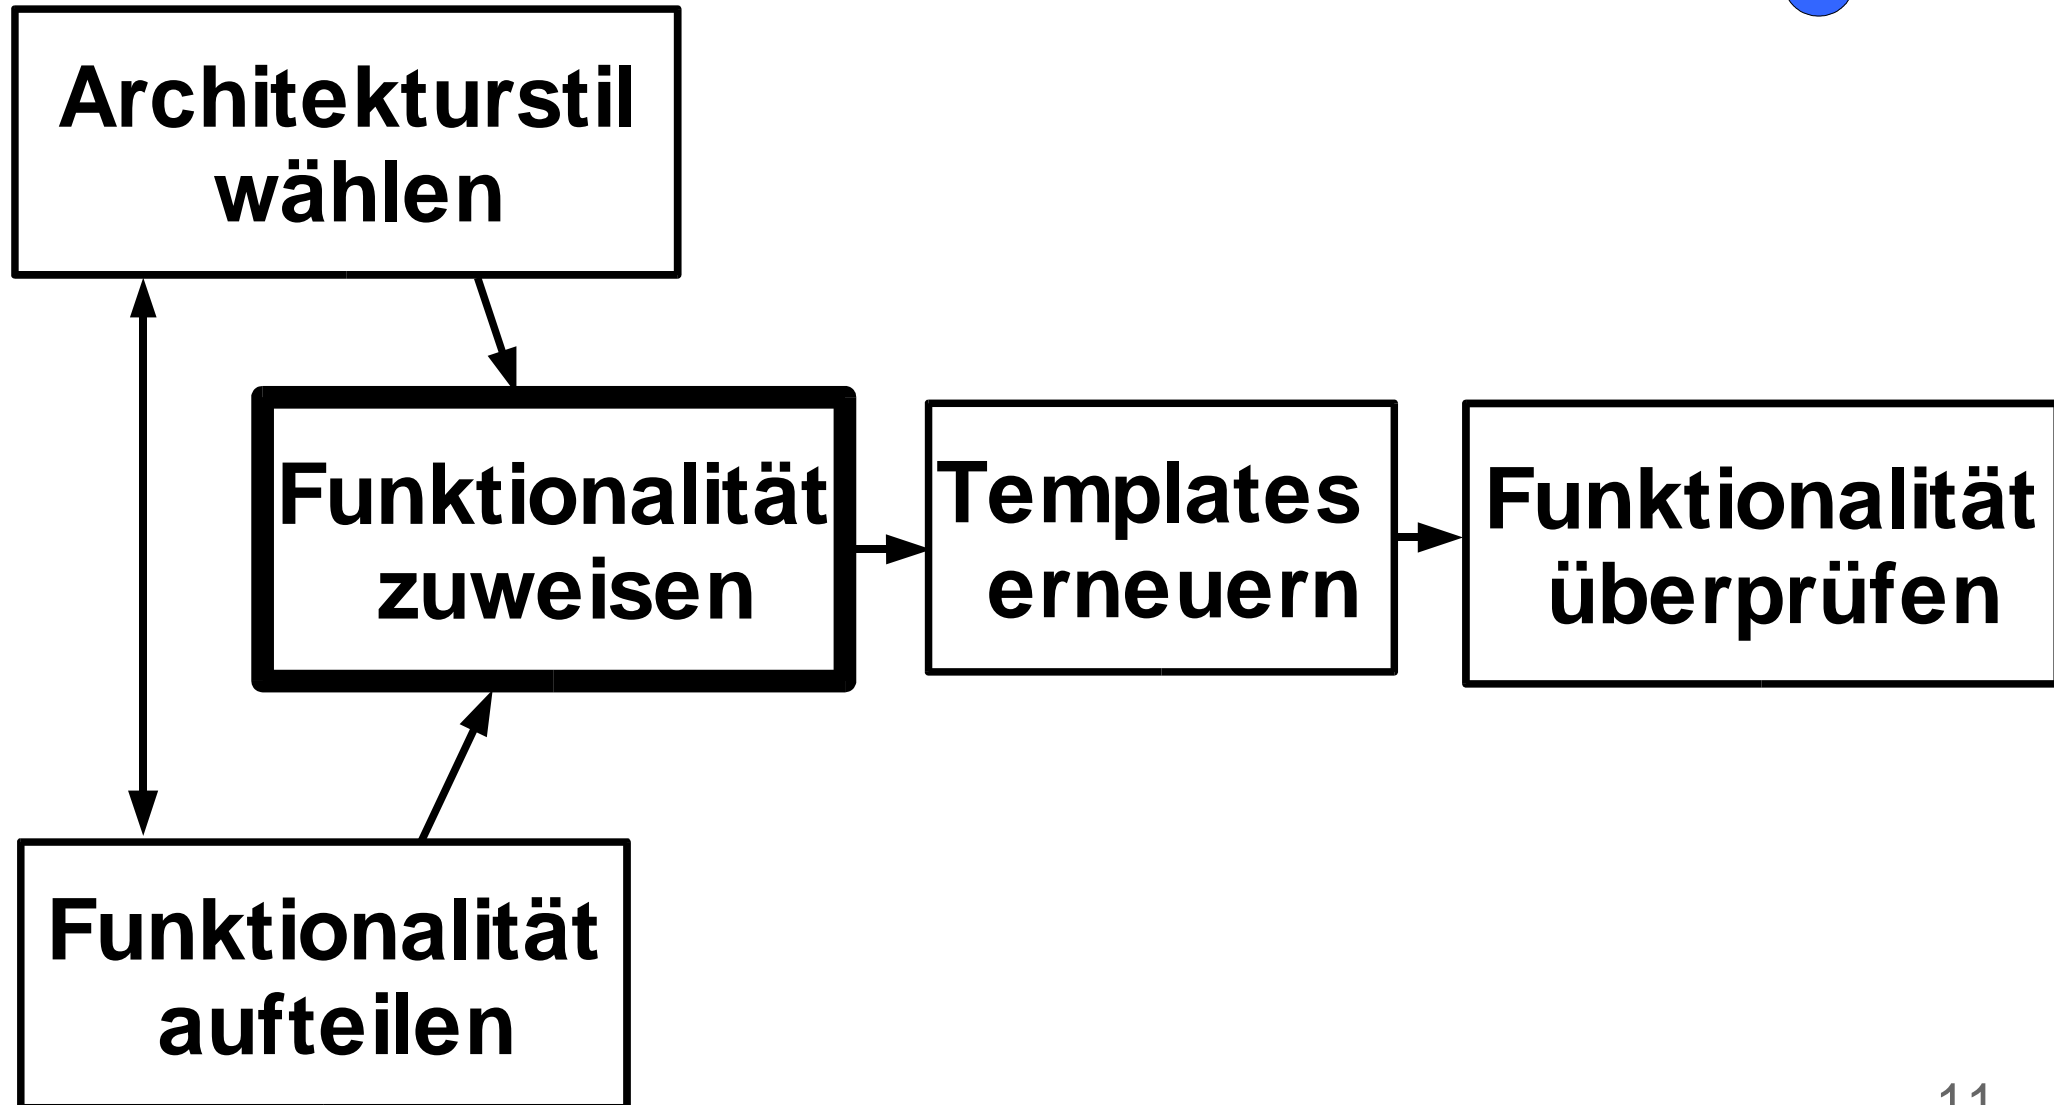 Architekturstil
wählen
Funktionalität
zuweisen
Templates
erneuern
Funktionalität
überprüfen
Funktionalität
aufteilen
11